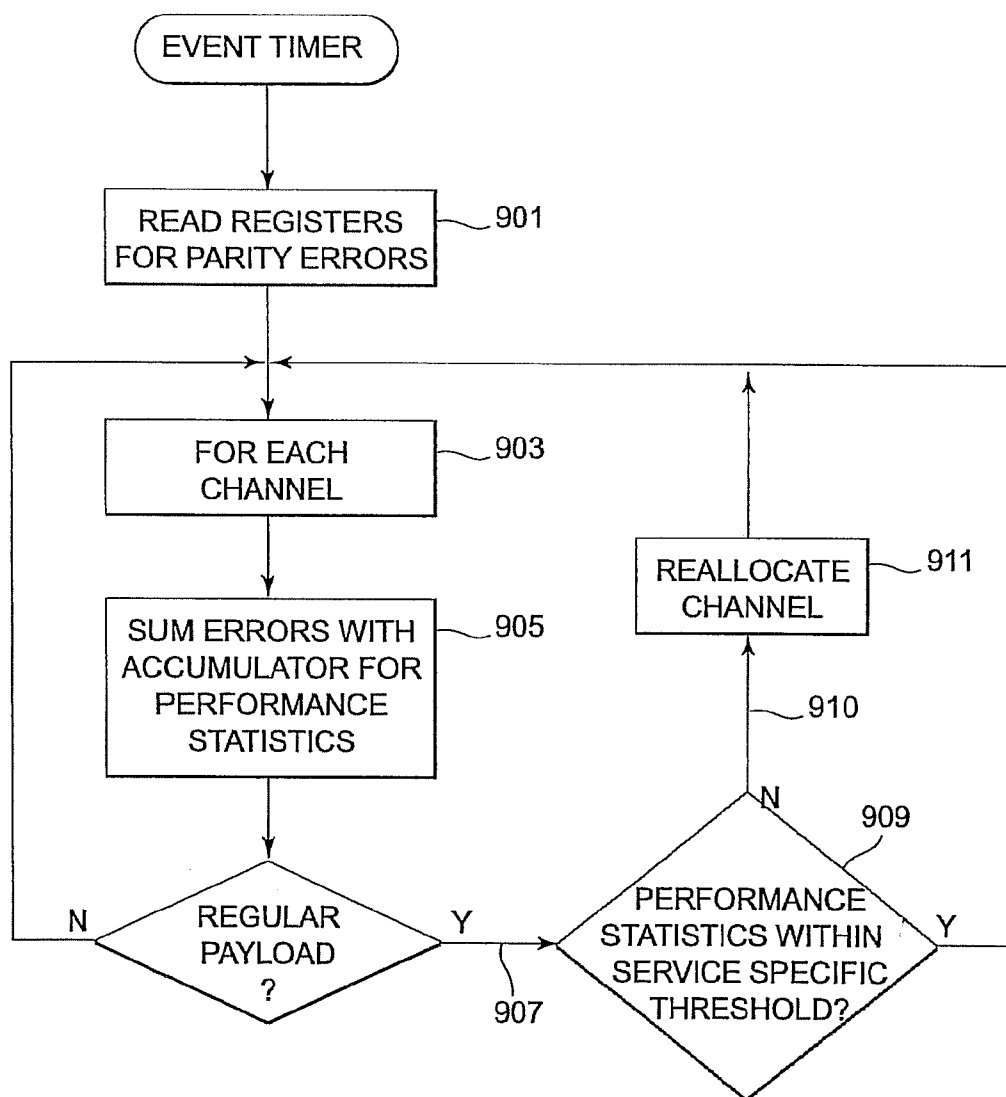 EVENT TIMER
READ REGISTERS
FOR PARITY ERRORS
901
FOR EACH
CHANNEL
903
SUM ERRORS WITH
ACCUMULATOR FOR
PERFORMANCE
STATISTICS
905
REALLOCATE
CHANNEL
911
910
N
REGULAR
PAYLOAD
?
Y
907
N
909
PERFORMANCE
STATISTICS WITHIN
SERVICE SPECIFIC
THRESHOLD?
Y